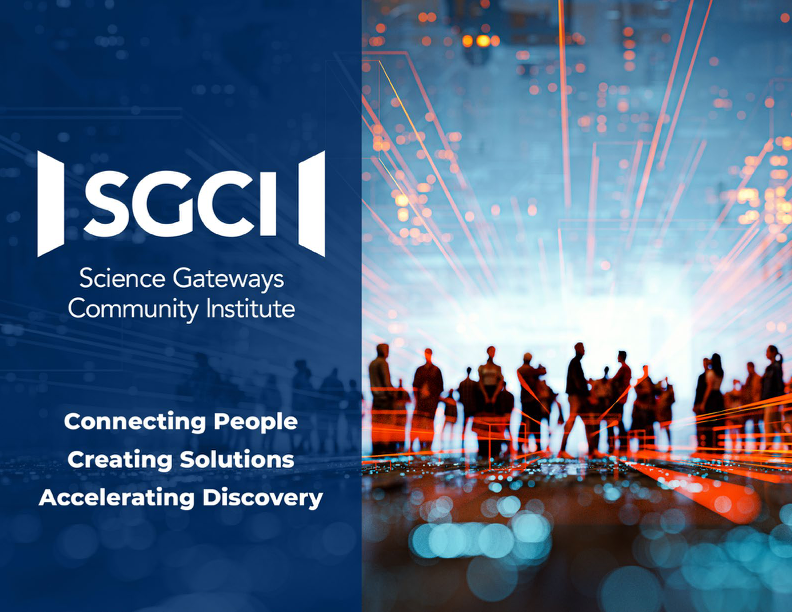 SGCI
Science Gateways
Community Institute
Connecting People
Creating Solutions
Accelerating Discovery